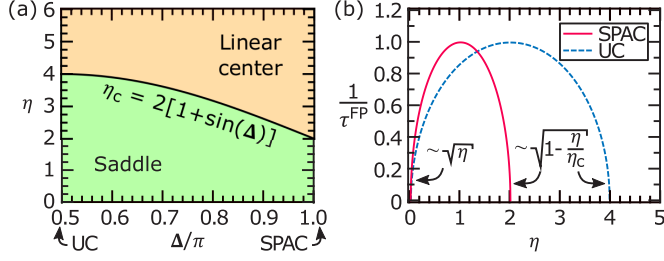 (a)
6
5
4
3
2
1
0
η
Linear
center
η_c = 2[1+sin(Δ)]
Saddle
0.5 0.6 0.7 0.8 0.9 1.0
UC Δ/π SPAC
(b)
1.0
0.8
0.6
0.4
0.2
0.0
1/τ^FP
SPAC
UC
~√η
~√(1-η/η_c)
0 1 2 3 4 5
η